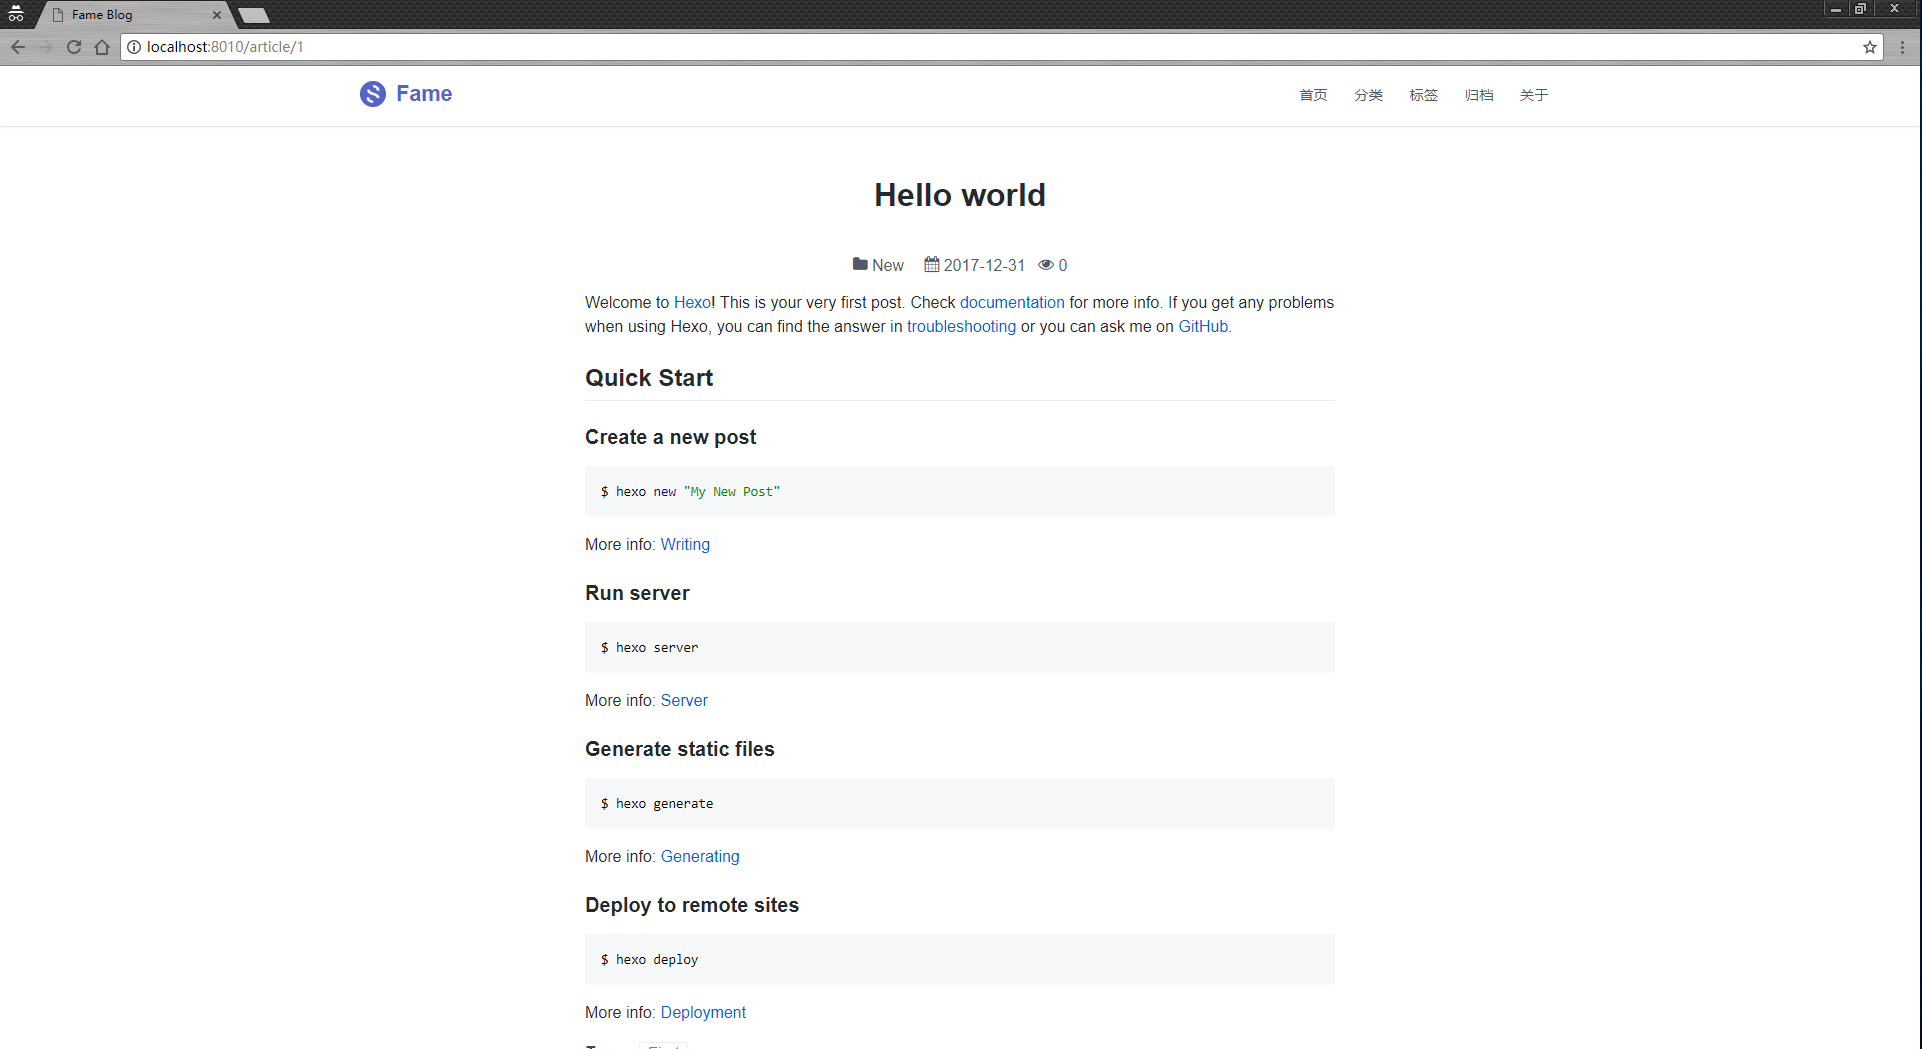 Fame Blog
localhost:8010/article/1
Fame
首页 分类 标签 归档 关于
Hello world
New 2017-12-31 0
Welcome to Hexo! This is your very first post. Check documentation for more info. If you get any problems
when using Hexo, you can find the answer in troubleshooting or you can ask me on GitHub.
Quick Start
Create a new post
$ hexo new "My New Post"
More info: Writing
Run server
$ hexo server
More info: Server
Generate static files
$ hexo generate
More info: Generating
Deploy to remote sites
$ hexo deploy
More info: Deployment